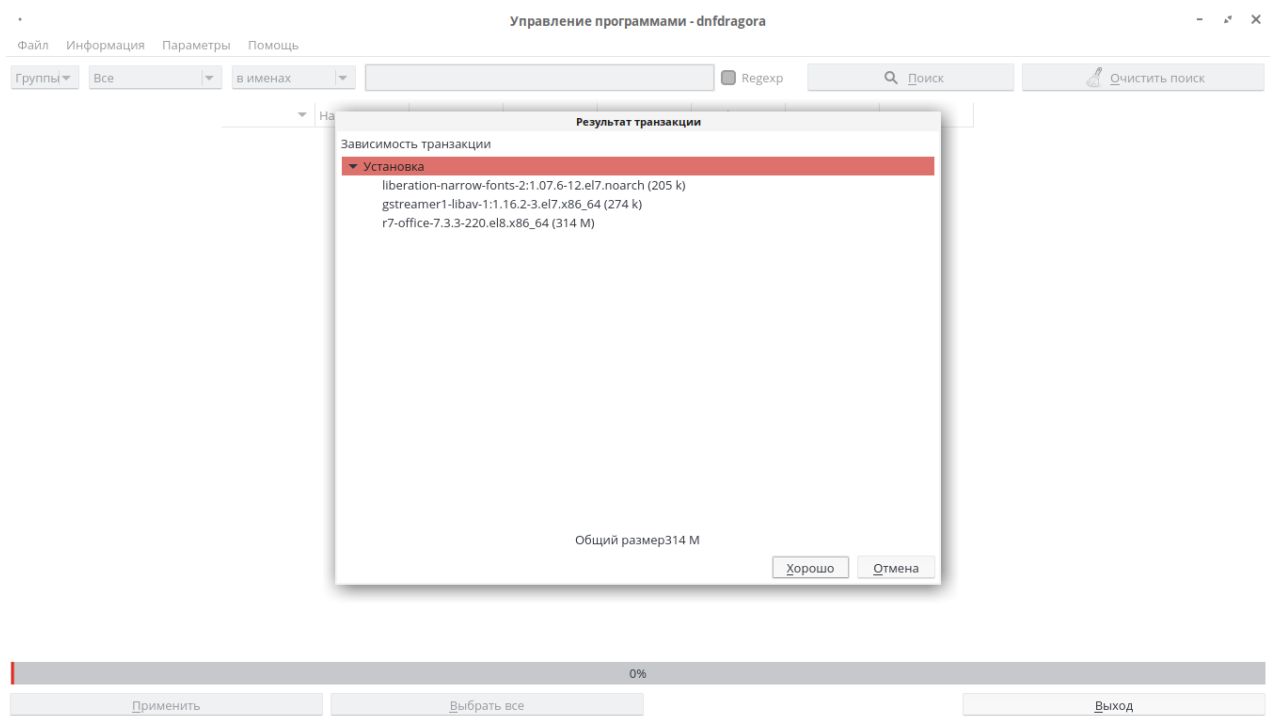 Управление программами - dnfdragora
Файл Информация Параметры Помощь
Группы Все в именах Regexp Поиск Очистить поиск
На
Результат транзакции
Зависимость транзакции
Установка
liberation-narrow-fonts-2:1.07.6-12.el7.noarch (205 k)
gstreamer1-libav-1:1.16.2-3.el7.x86_64 (274 k)
r7-office-7.3.3-220.el8.x86_64 (314 M)
Общий размер314 M
Хорошо Отмена
0%
Применить Выбрать все Выход